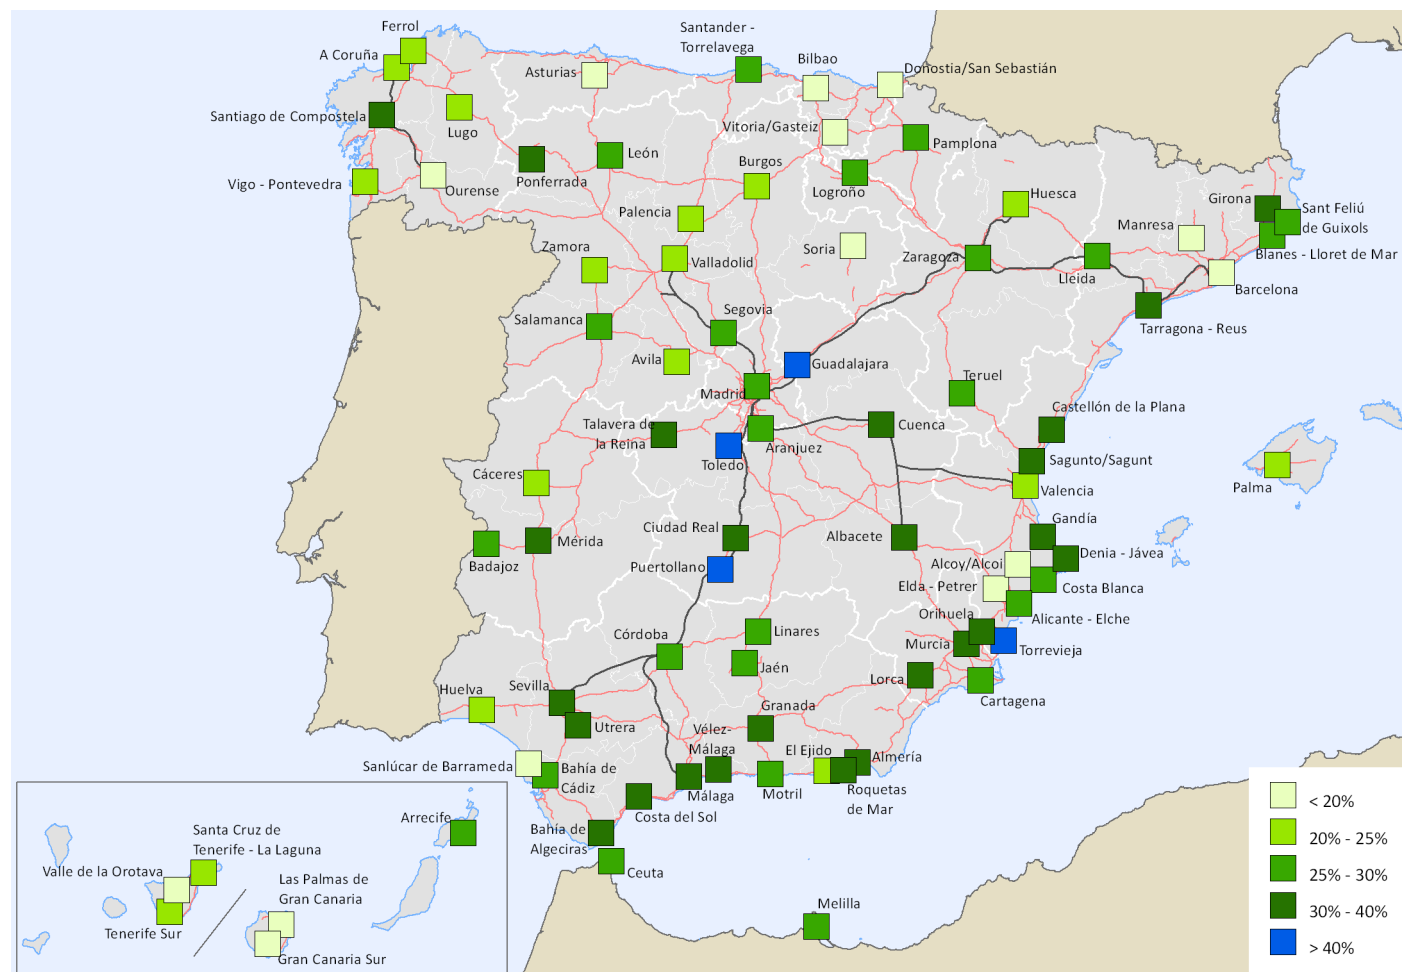 Ferrol
A Coruña
Santander -
Torrelavega
Bilbao
Donostia/San Sebastián
Asturias
Santiago de Compostela
Lugo
Vitoria/Gasteiz
Pamplona
León
Burgos
Ponferrada
Vigo - Pontevedra
Ourense
Logroño
Huesca
Girona
Sant Feliú
de Guixols
Palencia
Manresa
Zamora
Soria
Blanes - Lloret de Mar
Valladolid
Zaragoza
Lleida
Barcelona
Salamanca
Segovia
Tarragona - Reus
Avila
Guadalajara
Teruel
Madrid
Castellón de la Plana
Talavera de
la Reina
Cuenca
Aranjuez
Toledo
Sagunto/Sagunt
Cáceres
Valencia
Palma
Gandía
Ciudad Real
Albacete
Mérida
Denia - Jávea
Badajoz
Puertollano
Alcoy/Alcoi
Elda - Petrer
Costa Blanca
Orihuela
Alicante - Elche
Córdoba
Linares
Murcia
Torrevieja
Jaén
Lorca
Huelva
Sevilla
Cartagena
Granada
Utrera
Vélez-
Málaga
El Ejido
Almería
Sanlúcar de Barrameda
Bahía de
Cádiz
Málaga
Motril
Roquetas
de Mar
Costa del Sol
Bahía de
Algeciras
Ceuta
Melilla
Arrecife
Santa Cruz de
Tenerife - La Laguna
Valle de la Orotava
Las Palmas de
Gran Canaria
Tenerife Sur
Gran Canaria Sur
< 20%
20% - 25%
25% - 30%
30% - 40%
> 40%